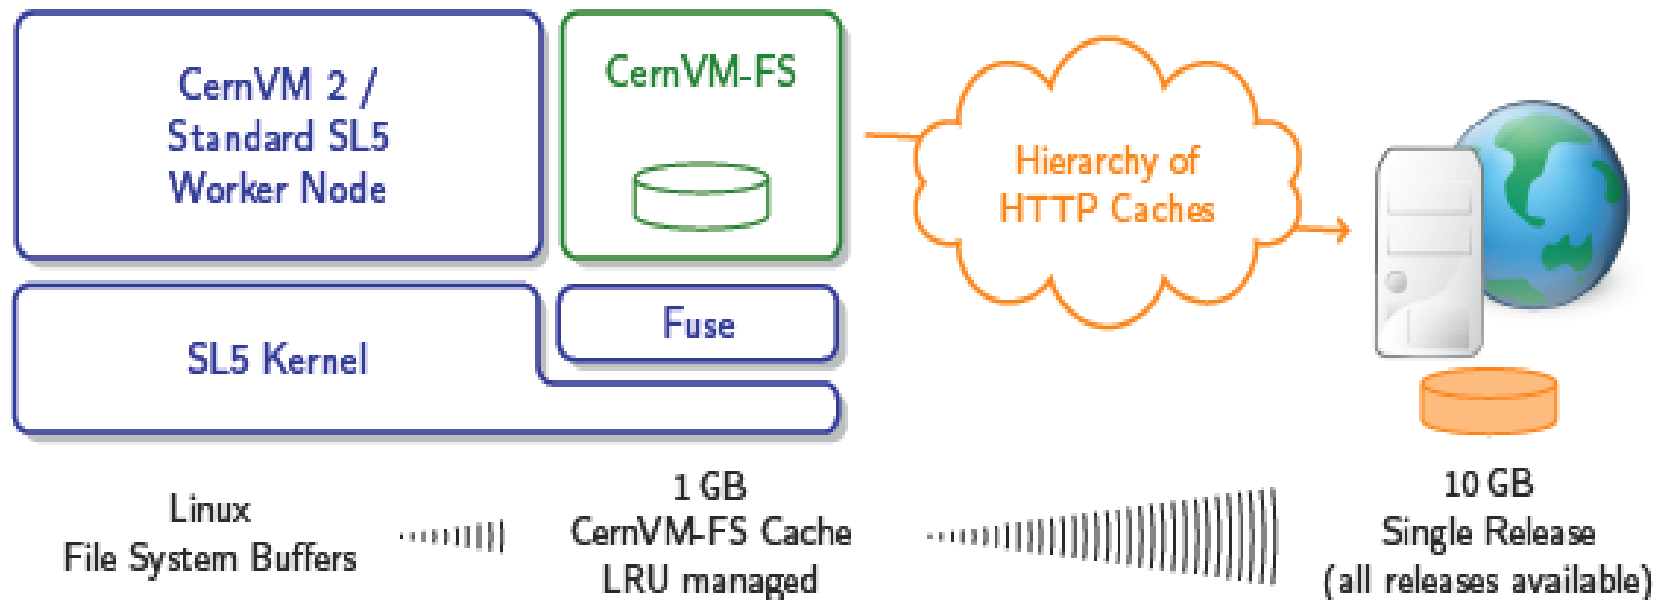 CernVM 2 /
Standard SL5
Worker Node
CernVM-FS
Hierarchy of
HTTP Caches
Fuse
SL5 Kernel
Linux
File System Buffers
1 GB
CernVM-FS Cache
LRU managed
10 GB
Single Release
(all releases available)